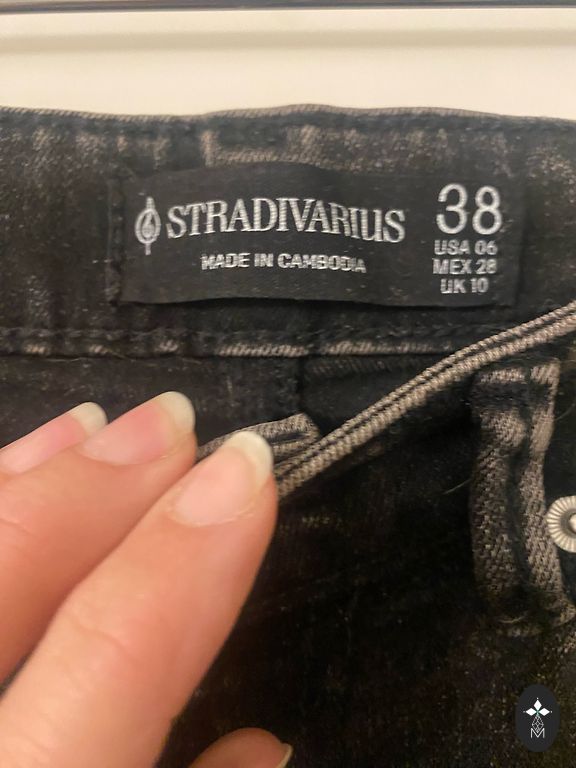 STRADIVARIUS
MADE IN CAMBODIA
38
USA 06
MEX 28
UK 10
M